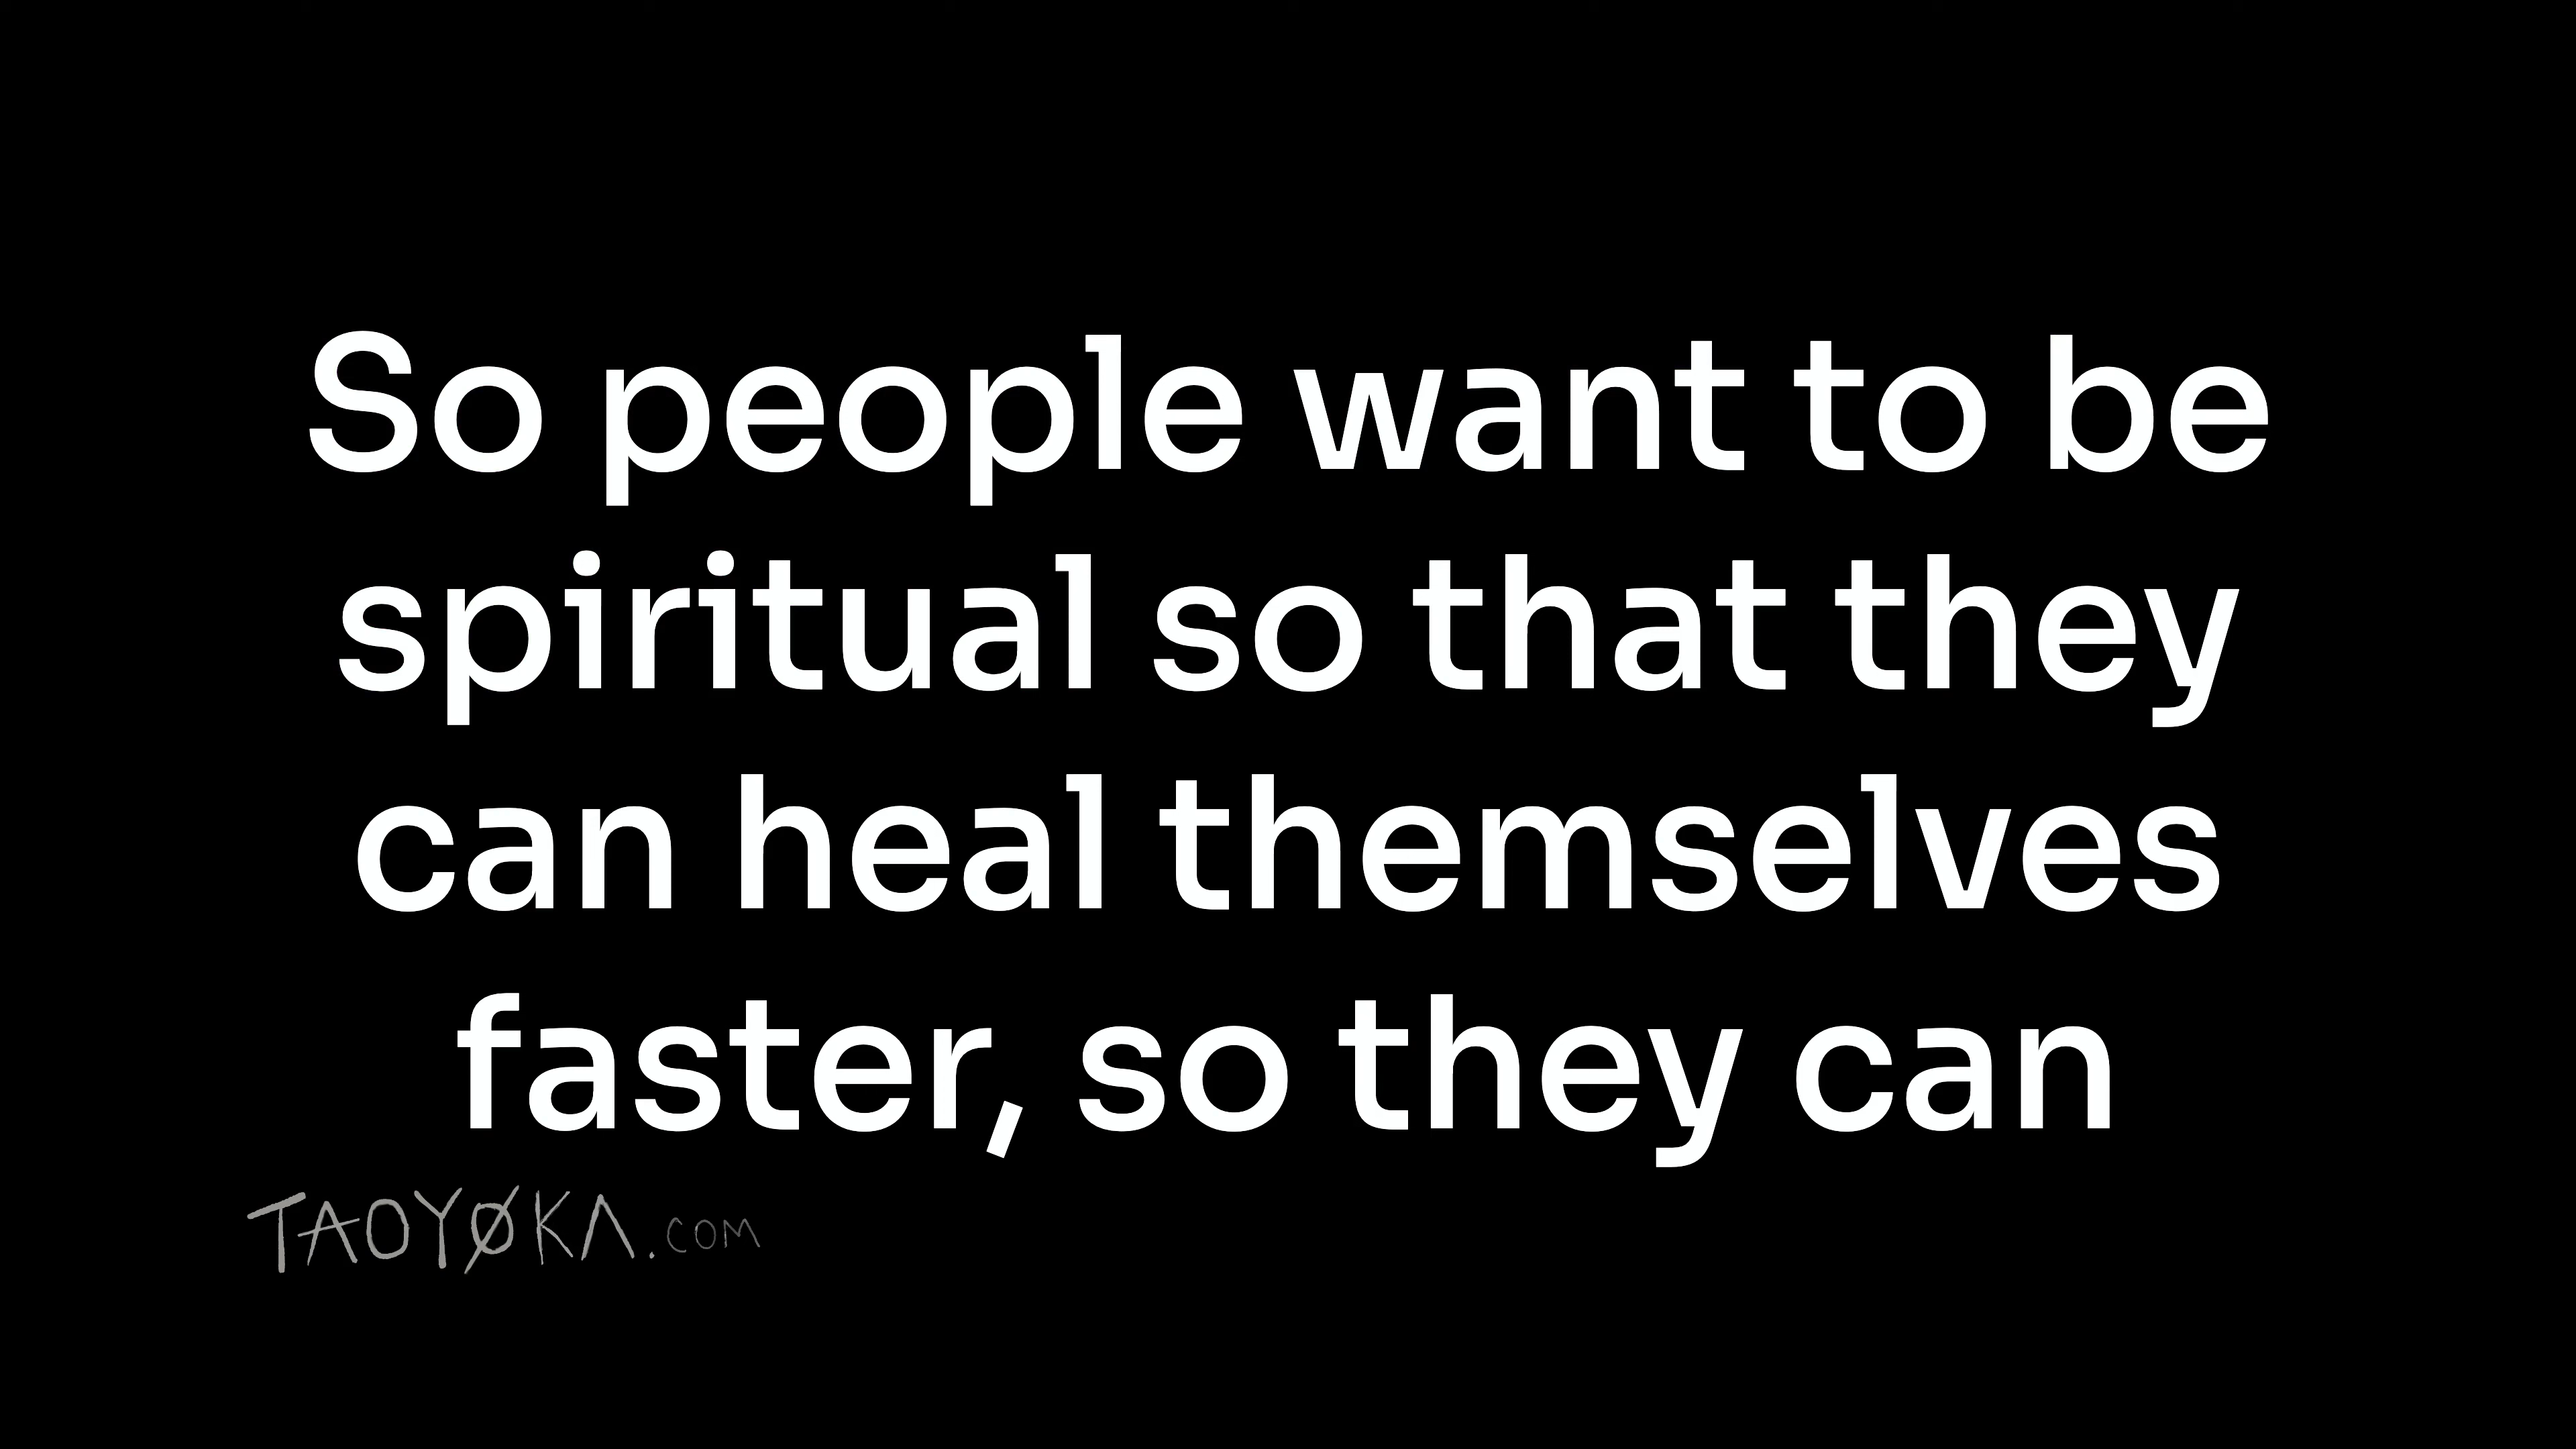 So people want to be
spiritual so that they
can heal themselves
faster, so they can
TAOYØKA.COM